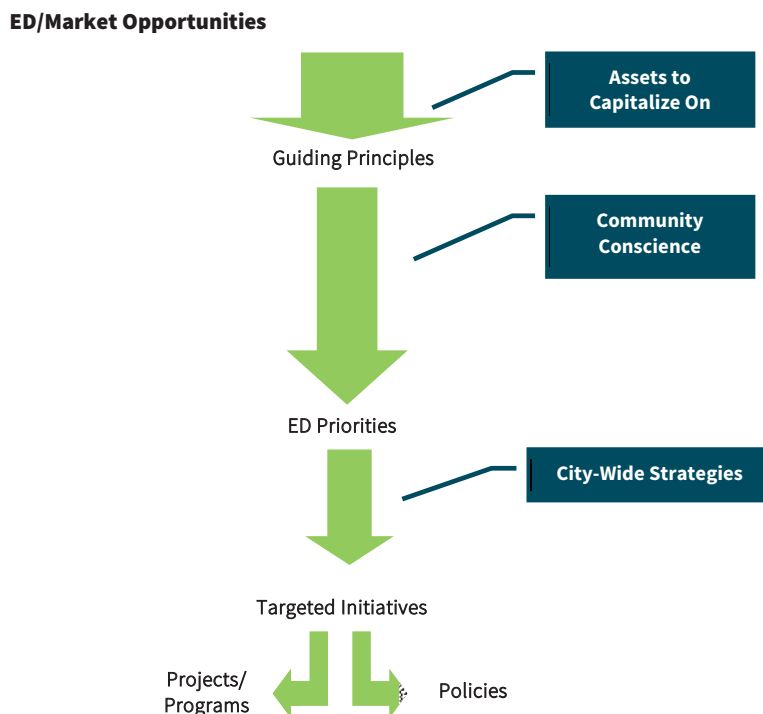 ED/Market Opportunities
Assets to
Capitalize On
Guiding Principles
Community
Conscience
ED Priorities
City-Wide Strategies
Targeted Initiatives
Projects/
Programs
Policies